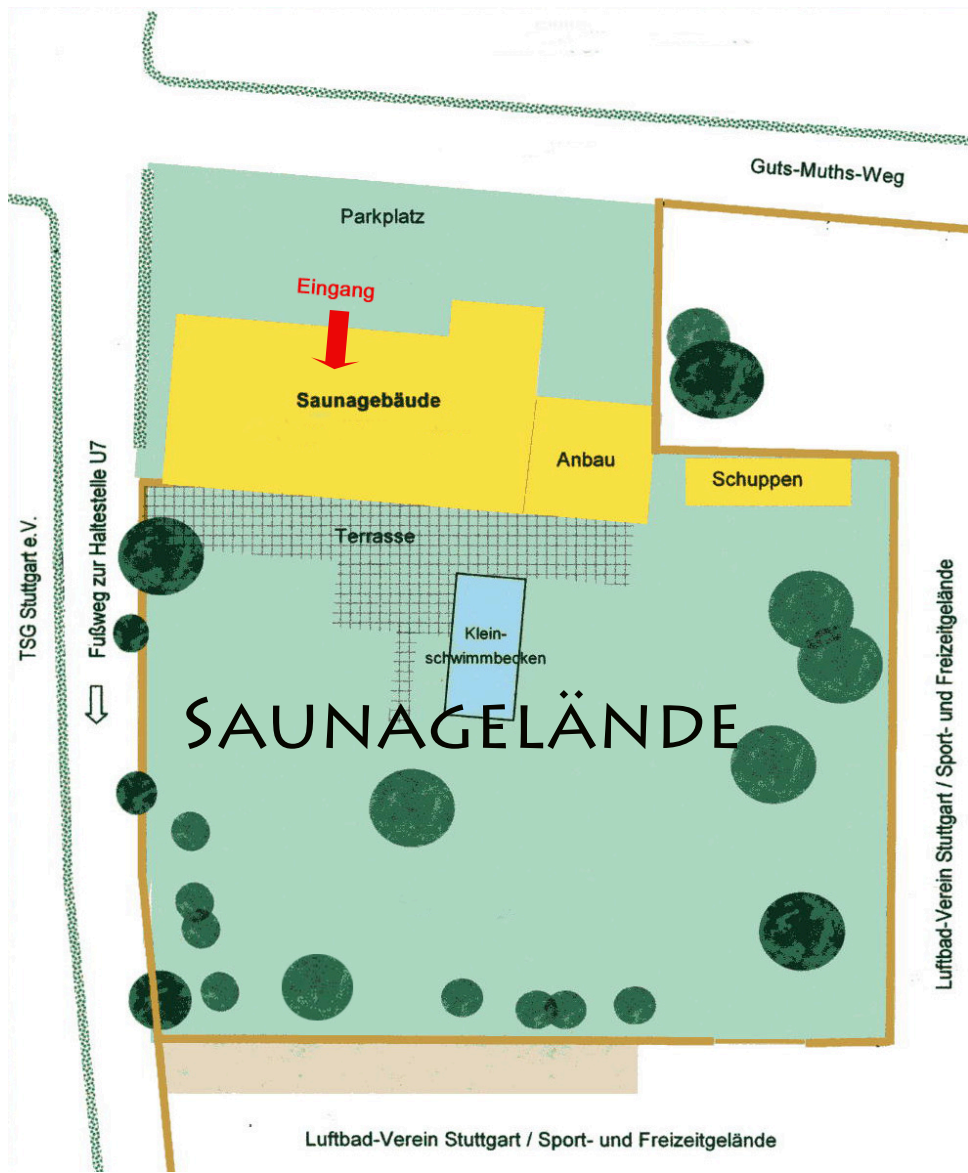 Guts-Muths-Weg
Parkplatz
Eingang
Saunagebäude
Anbau
Schuppen
Terrasse
Klein-
schwimmbecken
SAUNAGELÄNDE
TSG Stuttgart e.V.
Fußweg zur Haltestelle U7
Luftbad-Verein Stuttgart / Sport- und Freizeitgelände
Luftbad-Verein Stuttgart / Sport- und Freizeitgelände